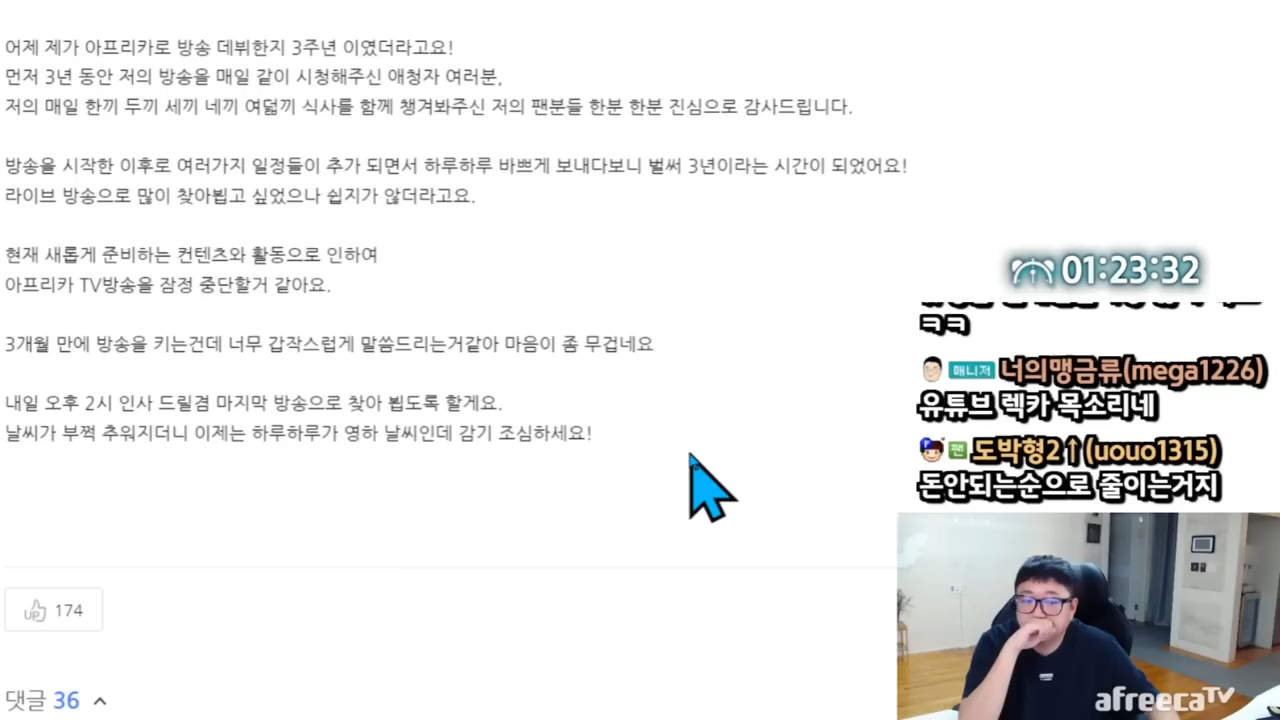 어제 제가 아프리카로 방송 데뷔한지 3주년 이였더라고요!
먼저 3년 동안 저의 방송을 매일 같이 시청해주신 애청자 여러분,
저의 매일 한끼 두끼 세끼 네끼 여덟끼 식사를 함께 챙겨봐주신 저의 팬분들 한분 한분 진심으로 감사드립니다.
방송을 시작한 이후로 여러가지 일정들이 추가 되면서 하루하루 바쁘게 보내다보니 벌써 3년이라는 시간이 되었어요!
라이브 방송으로 많이 찾아뵙고 싶었으나 쉽지가 않더라고요.
현재 새롭게 준비하는 컨텐츠와 활동으로 인하여
아프리카 TV방송을 잠정 중단할거 같아요.
3개월 만에 방송을 키는건데 너무 갑작스럽게 말씀드리는거같아 마음이 좀 무겁네요
내일 오후 2시 인사 드릴겸 마지막 방송으로 찾아 뵙도록 할게요.
날씨가 부쩍 추워지더니 이제는 하루하루가 영하 날씨인데 감기 조심하세요!
UP 174
댓글 36
01:23:32
ㅋㅋ
매니저 너의맹금류(mega1226)
유튜브 렉카 목소리네
팬 도박형2↑(uouo1315)
돈안되는순으로 줄이는거지
afreecaTV